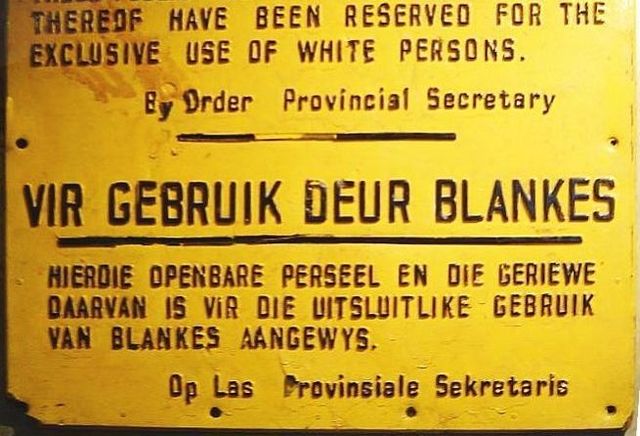 THEREOF HAVE BEEN RESERVED FOR THE
EXCLUSIVE USE OF WHITE PERSONS.
By Order Provincial Secretary
VIR GEBRUIK DEUR BLANKES
HIERDIE OPENBARE PERSEEL EN DIE GERIEWE
DAARVAN IS VIR DIE UITSLUITLIKE GEBRUIK
VAN BLANKES AANGEWYS.
Op Las Provinsiale Sekretaris